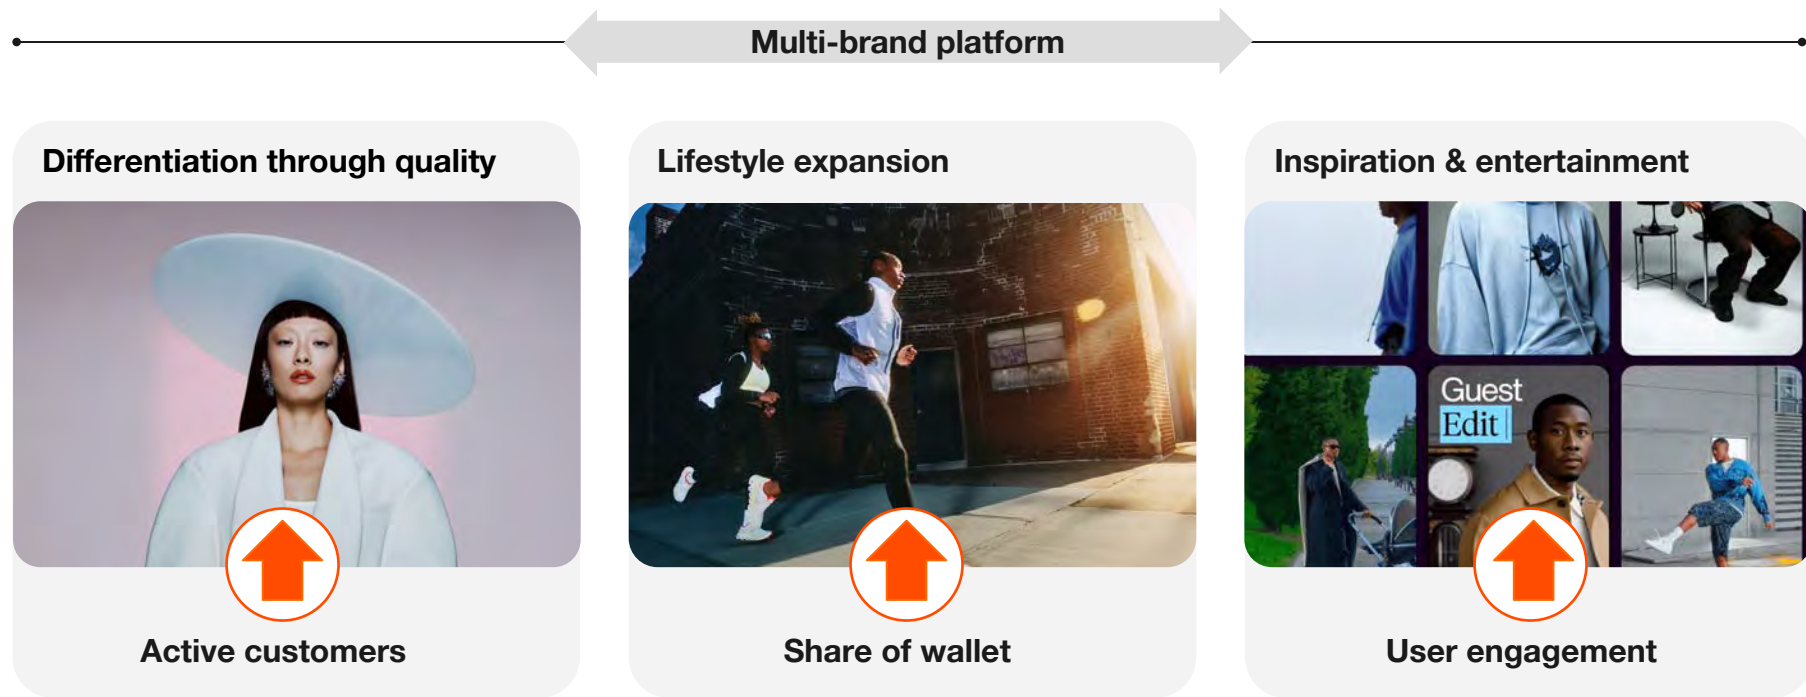 Multi-brand platform
Differentiation through quality
Lifestyle expansion
Inspiration & entertainment
Guest
Edit
Active customers
Share of wallet
User engagement